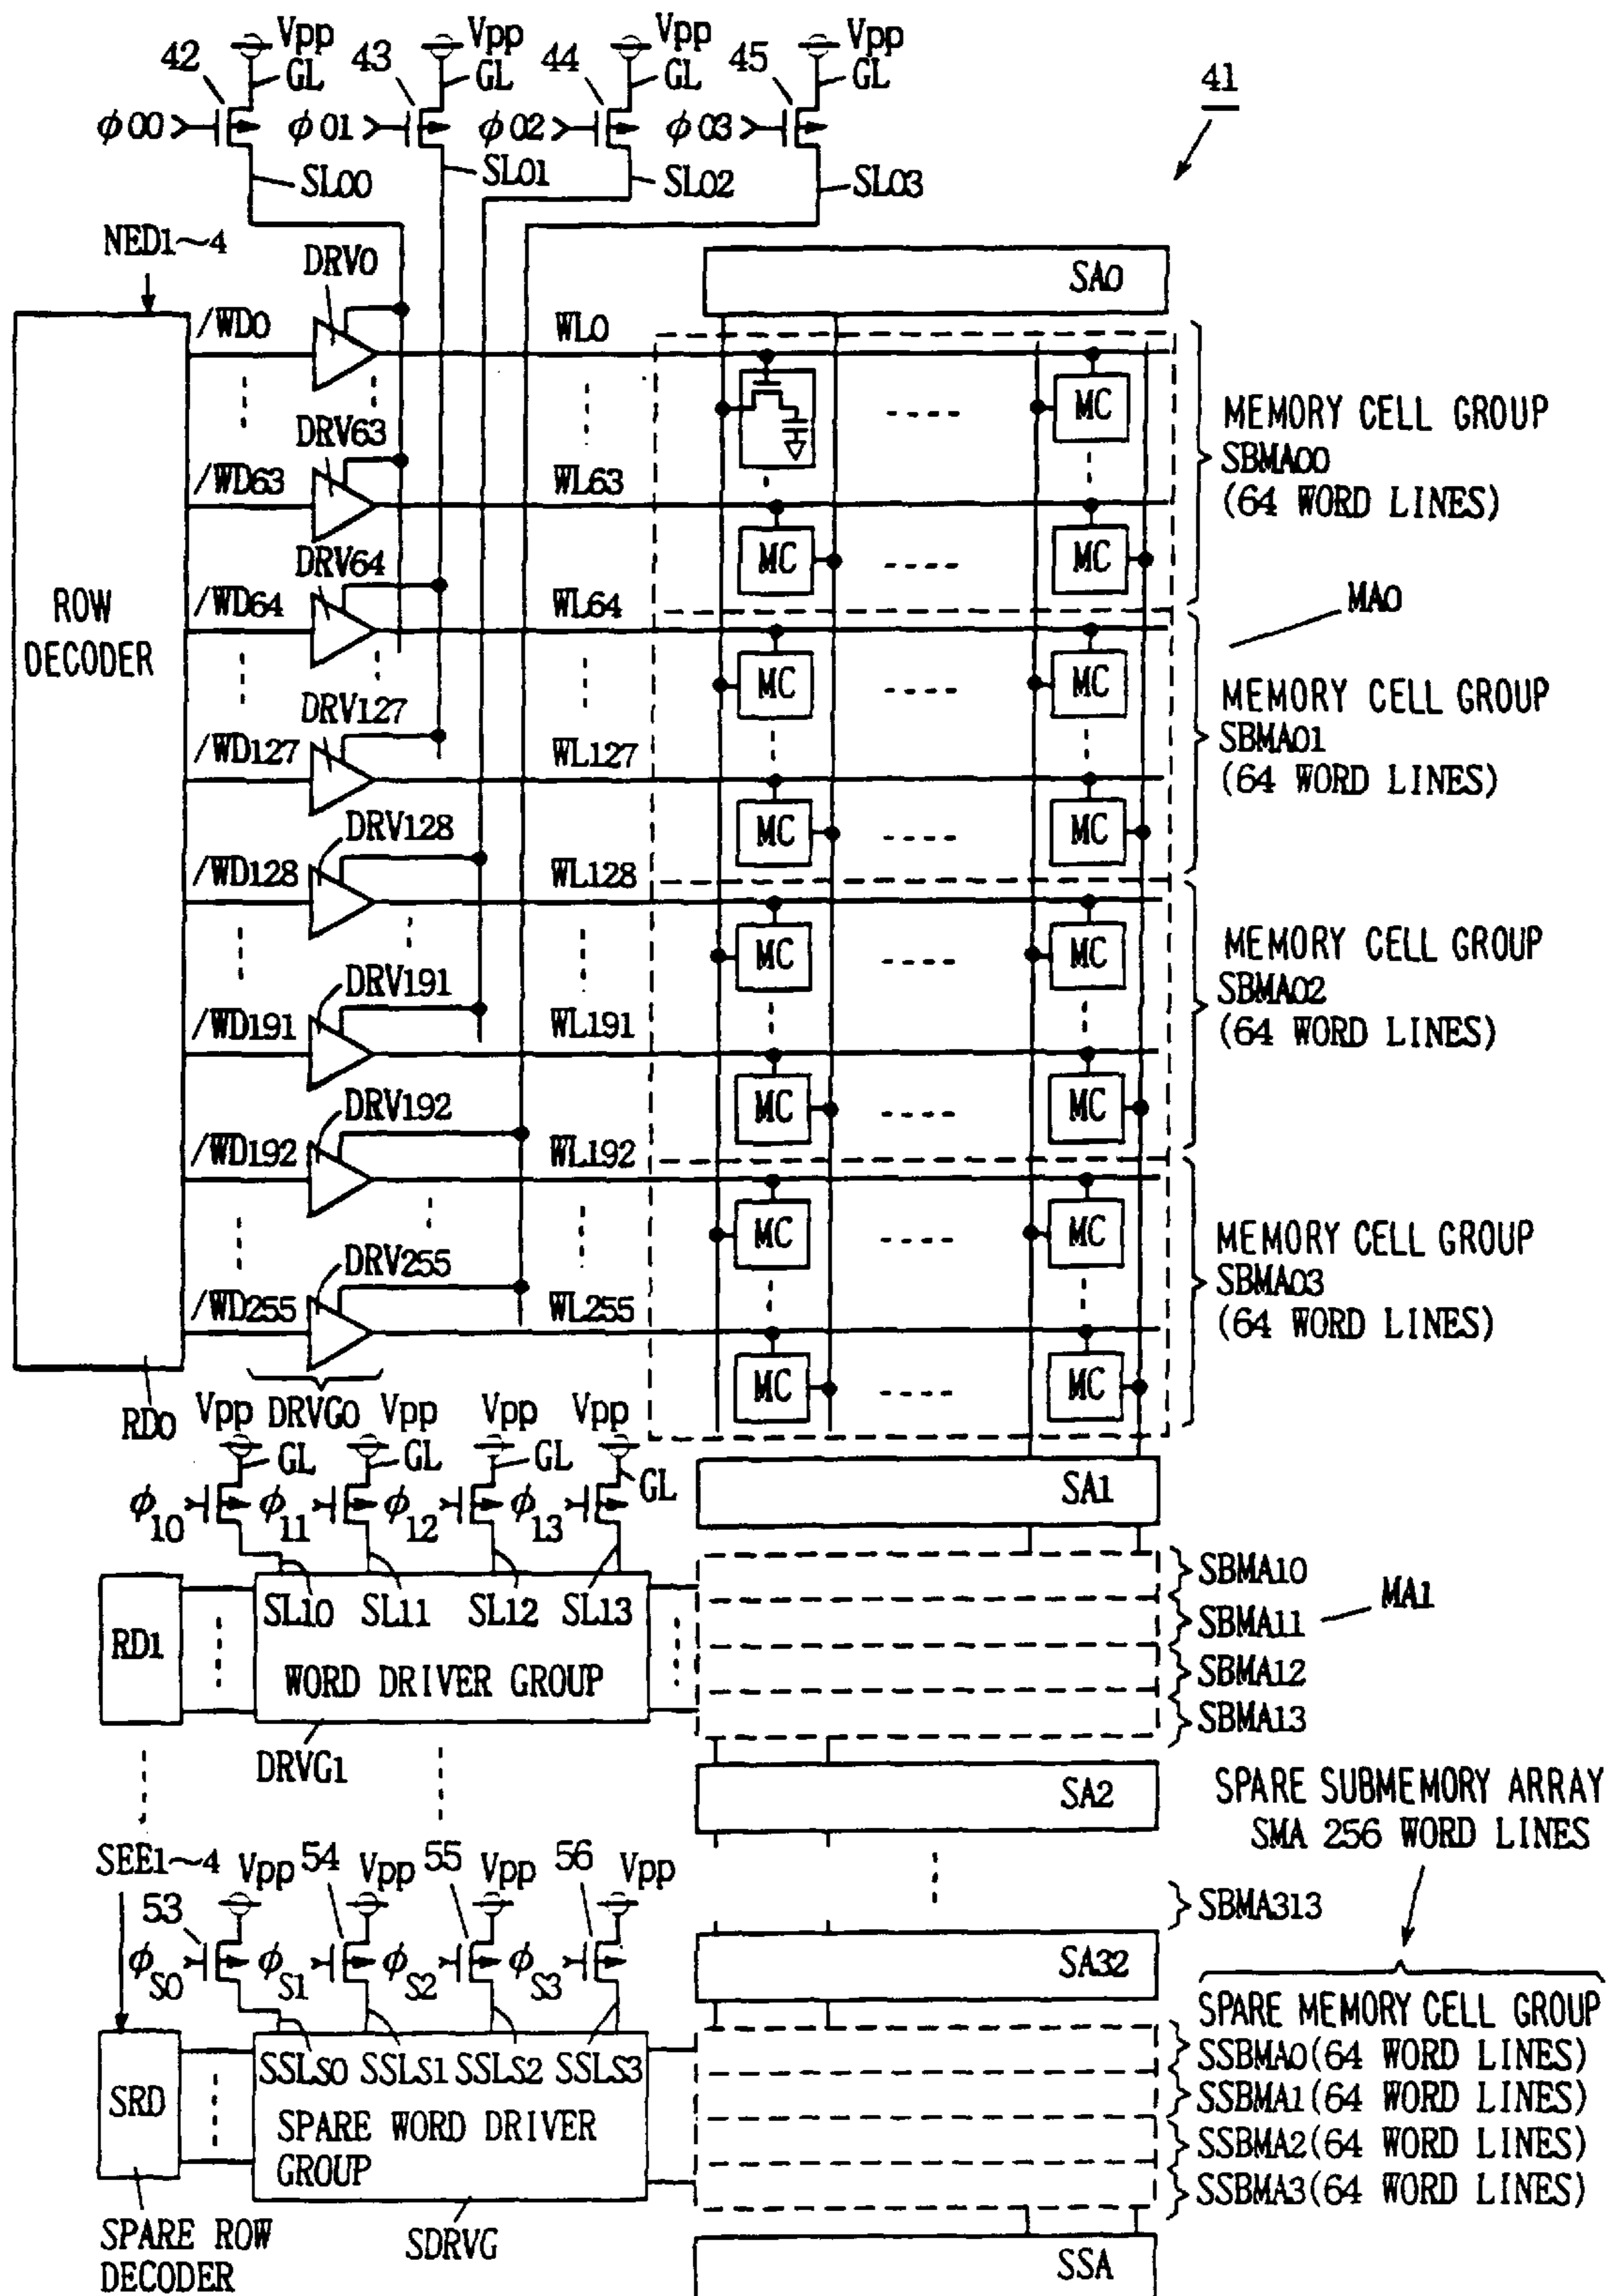 42 Vpp 43 Vpp 44 Vpp 45 Vpp
GL GL GL GL
41
φ00 φ01 φ02 φ03
SL00 SL01 SL02 SL03
NED1~4
DRV0
SA0
/WD0 WL0
MC
DRV63
/WD63 WL63
MC MC
MEMORY CELL GROUP
SBMA00
(64 WORD LINES)
DRV64
/WD64 WL64
MC MC
ROW
DECODER
MA0
DRV127
/WD127 WL127
MC MC
MEMORY CELL GROUP
SBMA01
(64 WORD LINES)
DRV128
/WD128 WL128
MC MC
DRV191
/WD191 WL191
MC MC
MEMORY CELL GROUP
SBMA02
(64 WORD LINES)
DRV192
/WD192 WL192
MC MC
DRV255
/WD255 WL255
MC MC
MEMORY CELL GROUP
SBMA03
(64 WORD LINES)
RD0 Vpp DRVG0 Vpp Vpp Vpp
GL GL GL GL
φ10 φ11 φ12 φ13
SA1
SL10 SL11 SL12 SL13
RD1
WORD DRIVER GROUP
DRVG1
SBMA10
SBMA11
SBMA12
SBMA13
MA1
SA2
SPARE SUBMEMORY ARRAY
SMA 256 WORD LINES
SEE1~4 Vpp 54 Vpp 55 Vpp 56 Vpp
53
φS0 φS1 φS2 φS3
SBMA313
SA32
SPARE MEMORY CELL GROUP
SSLS0 SSLS1 SSLS2 SSLS3
SRD
SPARE WORD DRIVER
GROUP
SSBMA0(64 WORD LINES)
SSBMA1(64 WORD LINES)
SSBMA2(64 WORD LINES)
SSBMA3(64 WORD LINES)
SPARE ROW
DECODER
SDRVG
SSA